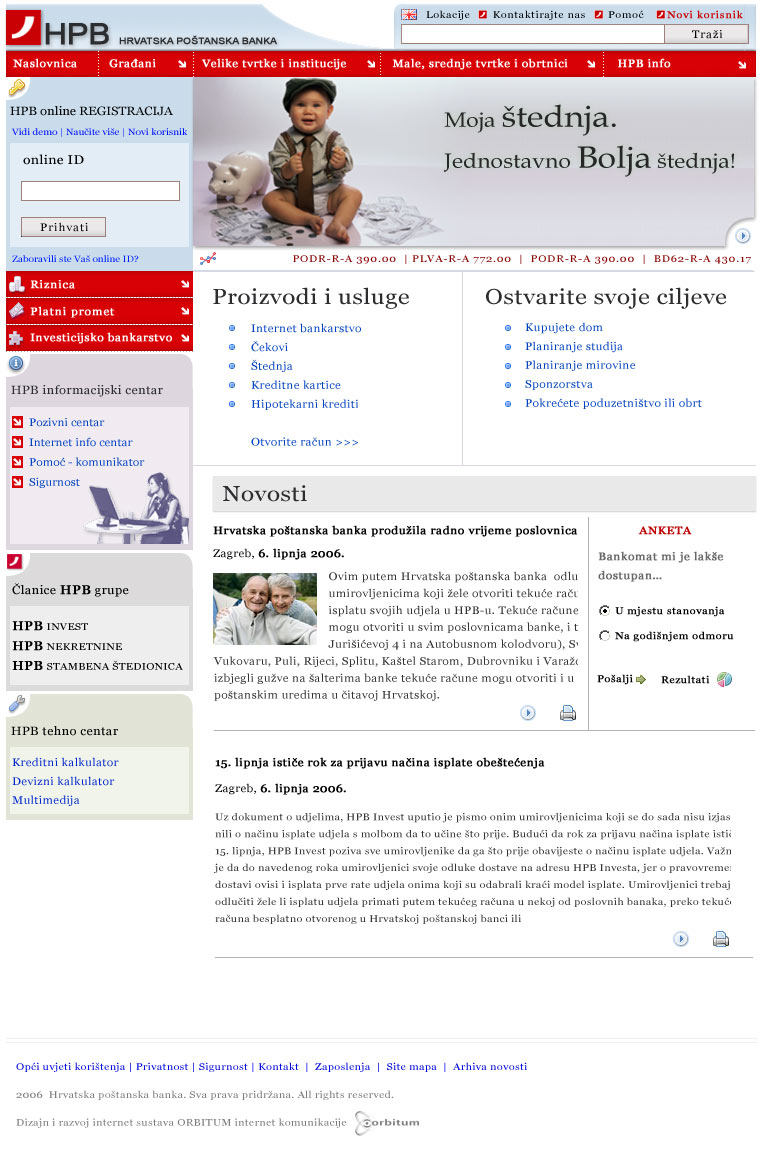 HPB HRVATSKA POŠTANSKA BANKA
Lokacije Kontaktirajte nas Pomoć Novi korisnik
Traži
Naslovnica Građani Velike tvrtke i institucije Male, srednje tvrtke i obrtnici HPB info
HPB online REGISTRACIJA
Vidi demo | Naučite više | Novi korisnik
online ID
Prihvati
Zaboravili ste Vaš online ID?
Moja štednja.
Jednostavno Bolja štednja!
PODR-R-A 390.00 | PLVA-R-A 772.00 | PODR-R-A 390.00 | BD62-R-A 430.17
Riznica
Platni promet
Investicijsko bankarstvo
HPB informacijski centar
Pozivni centar
Internet info centar
Pomoć - komunikator
Sigurnost
Članice HPB grupe
HPB INVEST
HPB NEKRETNINE
HPB STAMBENA ŠTEDIONICA
HPB tehno centar
Kreditni kalkulator
Devizni kalkulator
Multimedija
Proizvodi i usluge
Internet bankarstvo
Čekovi
Štednja
Kreditne kartice
Hipotekarni krediti
Otvorite račun >>>
Ostvarite svoje ciljeve
Kupujete dom
Planiranje studija
Planiranje mirovine
Sponzorstva
Pokrećete poduzetništvo ili obrt
Novosti
Hrvatska poštanska banka produžila radno vrijeme poslovnica
Zagreb, 6. lipnja 2006.
Ovim putem Hrvatska poštanska banka odlu
umirovljenicima koji žele otvoriti tekuće raču
isplatu svojih udjela u HPB-u. Tekuće račune
mogu otvoriti u svim poslovnicama banke, i t
Jurišićevoj 4 i na Autobusnom kolodvoru), Sv
Vukovaru, Puli, Rijeci, Splitu, Kaštel Starom, Dubrovniku i Varažd
izbjegli gužve na šalterima banke tekuće račune mogu otvoriti i u
poštanskim uredima u čitavoj Hrvatskoj.
ANKETA
Bankomat mi je lakše
dostupan...
U mjestu stanovanja
Na godišnjem odmoru
Pošalji Rezultati
15. lipnja ističe rok za prijavu načina isplate obeštećenja
Zagreb, 6. lipnja 2006.
Uz dokument o udjelima, HPB Invest uputio je pismo onim umirovljenicima koji se do sada nisu izjas
nili o načinu isplate udjela s molbom da to učine što prije. Budući da rok za prijavu načina isplate istič
15. lipnja, HPB Invest poziva sve umirovljenike da ga što prije obavijeste o načinu isplate udjela. Važn
je da do navedenog roka umirovljenici svoje odluke dostave na adresu HPB Investa, jer o pravovremen
dostavi ovisi i isplata prve rate udjela onima koji su odabrali kraći model isplate. Umirovljenici trebaj
odlučiti žele li isplatu udjela primati putem tekućeg računa u nekoj od poslovnih banaka, preko tekuće
računa besplatno otvorenog u Hrvatskoj poštanskoj banci ili
Opći uvjeti korištenja | Privatnost | Sigurnost | Kontakt | Zaposlenja | Site mapa | Arhiva novosti
2006 Hrvatska poštanska banka. Sva prava pridržana. All rights reserved.
Dizajn i razvoj internet sustava ORBITUM internet komunikacije orbitum